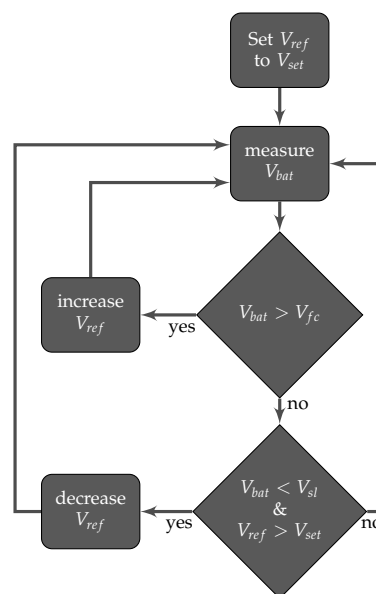 Set V_ref
to V_set
measure
V_bat
increase
V_ref
yes
V_bat > V_fc
no
decrease
V_ref
yes
V_bat < V_sl
&
V_ref > V_set
no